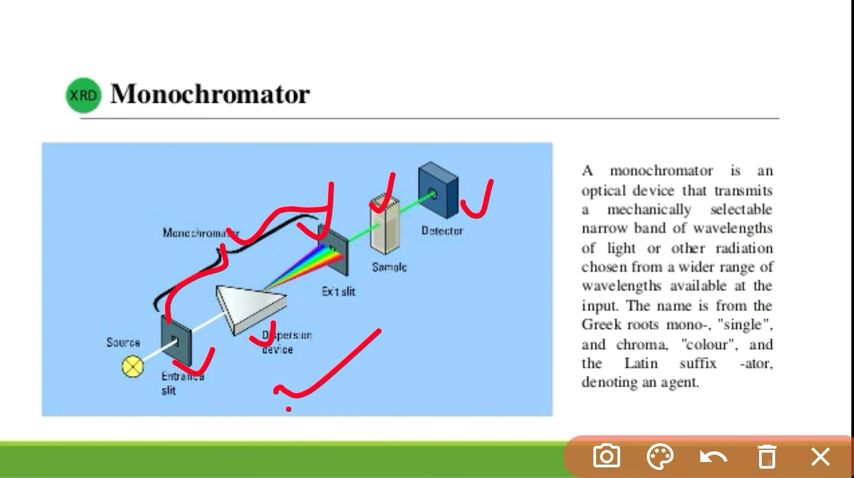 XRD Monochromator
A monochromator is an
optical device that transmits
a mechanically selectable
narrow band of wavelengths
of light or other radiation
chosen from a wider range of
wavelengths available at the
input. The name is from the
Greek roots mono-, "single",
and chroma, "colour", and
the Latin suffix -ator,
denoting an agent.
Monochromator
Detector
Sample
Exit slit
Source
Dispersion
device
Entrance
slit